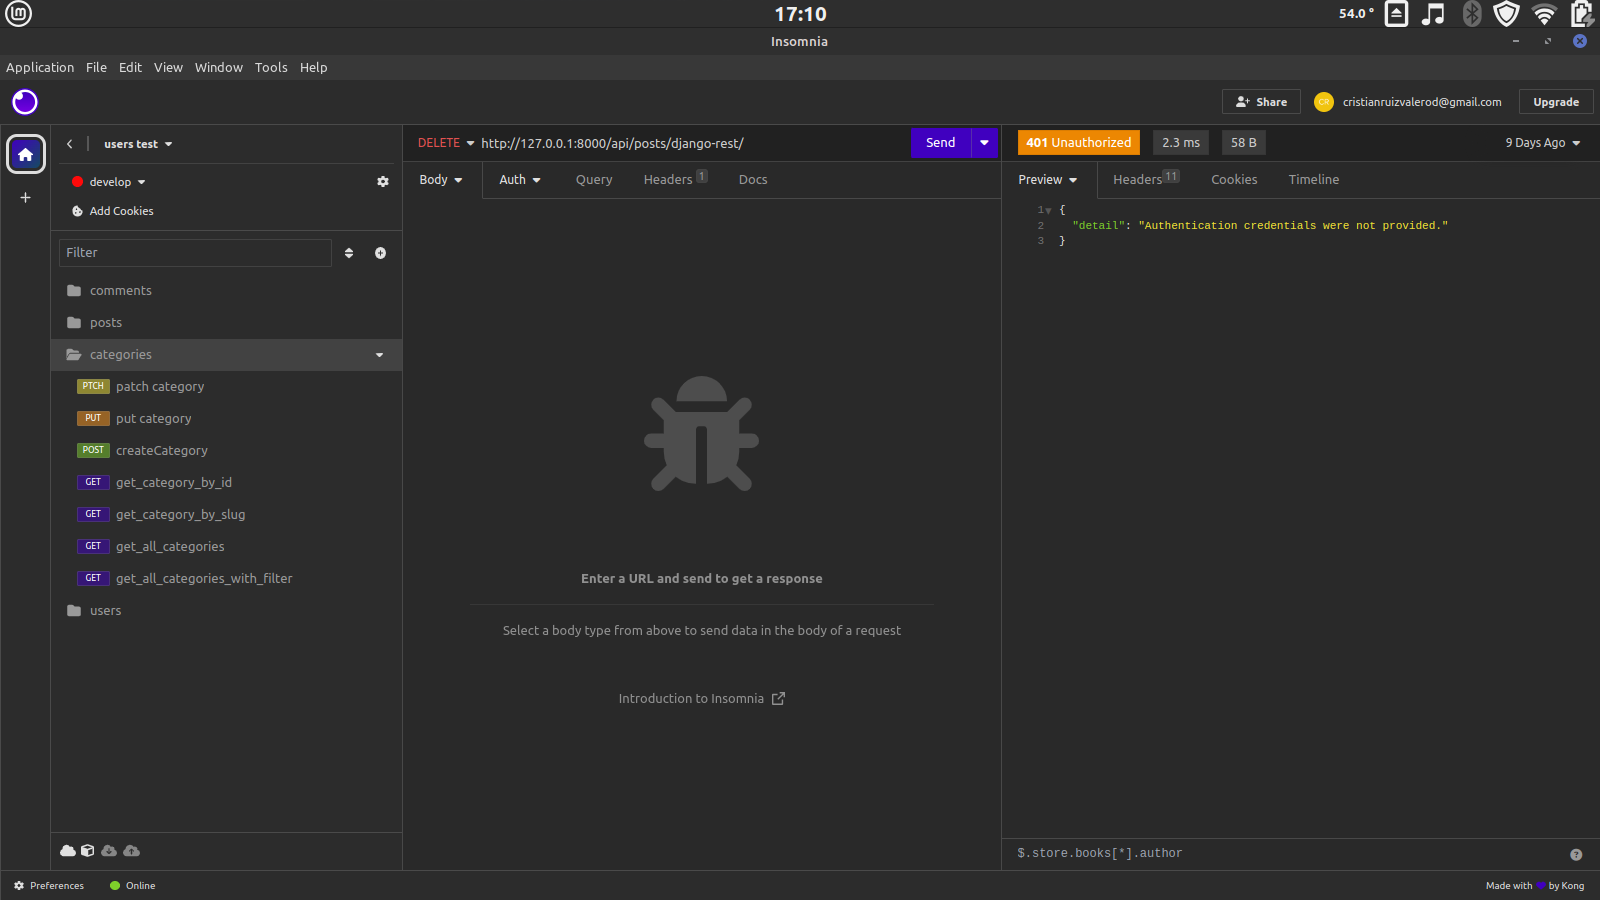 17:10
54.0 °
Insomnia
Application File Edit View Window Tools Help
Share
CR
cristianruizvalerod@gmail.com
Upgrade
users test
DELETE http://127.0.0.1:8000/api/posts/django-rest/
Send
401 Unauthorized
2.3 ms
58 B
9 Days Ago
develop
Body
Auth
Query
Headers 1
Docs
Preview
Headers 11
Cookies
Timeline
Add Cookies
1 {
2 "detail": "Authentication credentials were not provided."
3 }
Filter
comments
posts
categories
PTCH patch category
PUT put category
POST createCategory
GET get_category_by_id
GET get_category_by_slug
GET get_all_categories
GET get_all_categories_with_filter
users
Enter a URL and send to get a response
Select a body type from above to send data in the body of a request
Introduction to Insomnia
$.store.books[*].author
Preferences
Online
Made with by Kong